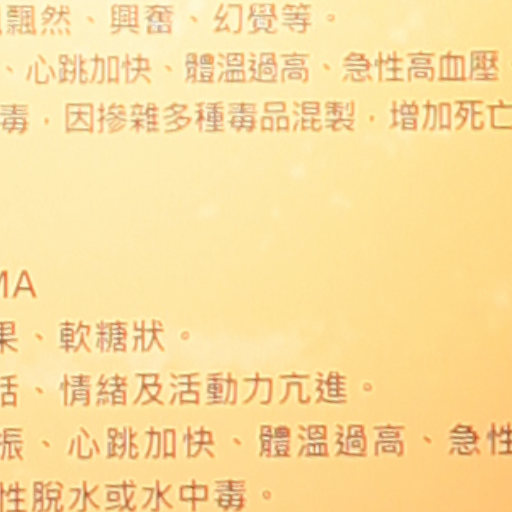 飄然、興奮、幻覺等。
、心跳加快、體溫過高、急性高血壓
毒，因摻雜多種毒品混製，增加死亡
MA
果、軟糖狀。
話、情緒及活動力亢進。
振、心跳加快、體溫過高、急性
性脫水或水中毒。